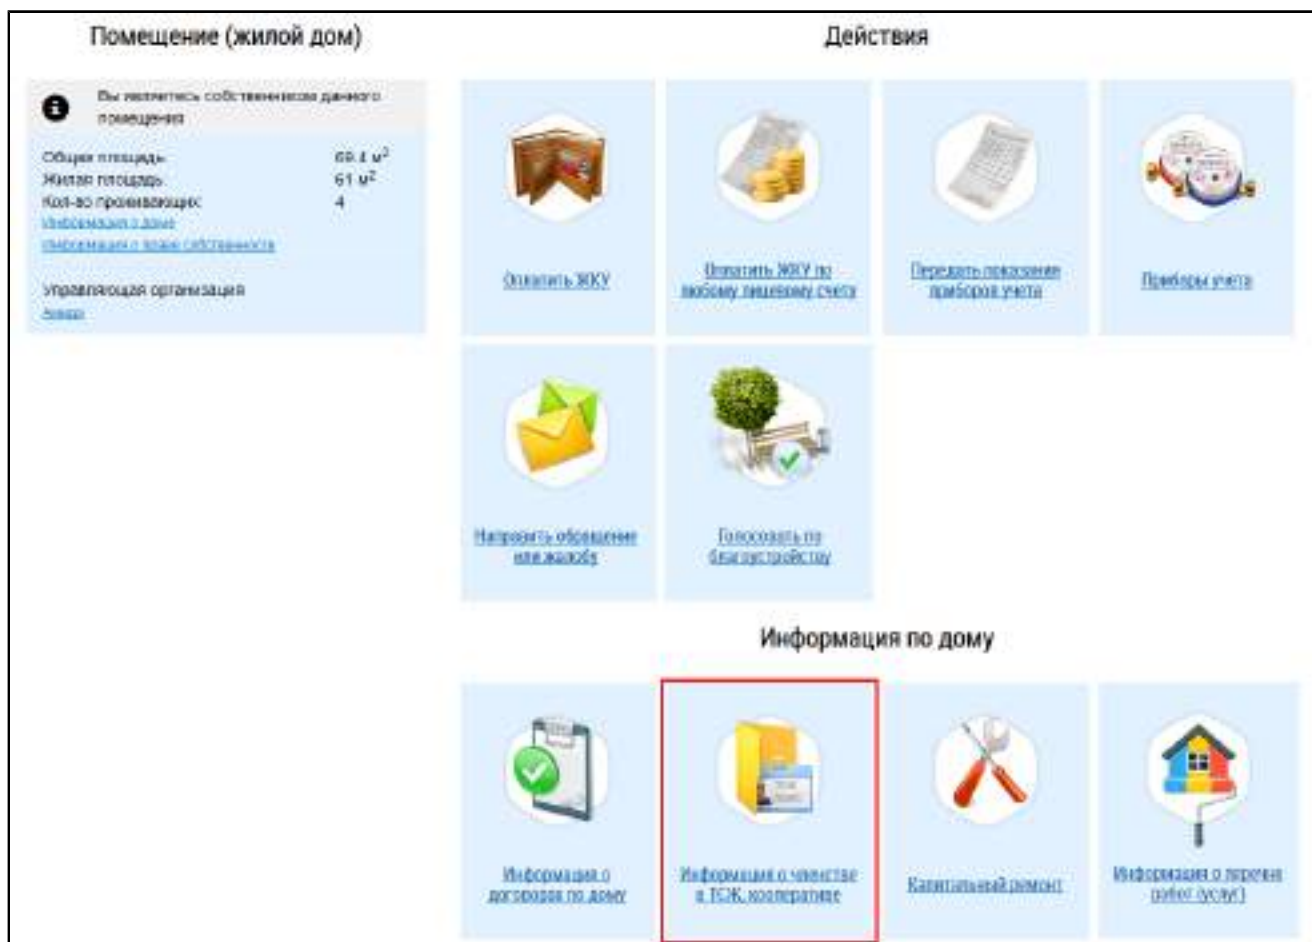 Помещение (жилой дом)
Действия
Вы являетесь собственником данного
помещения
Общая площадь: 69.4 м²
Жилая площадь: 61 м²
Кол-во проживающих: 4
Информация о доме
Информация о праве собственности
Управляющая организация
Оплатить ЖКУ
Оплатить ЖКУ по
любому лицевому счету
Передать показания
приборов учета
Приборы учета
Направить обращение
или жалобу
Голосовать по
благоустройству
Информация по дому
Информация о
договорах по дому
Информация о членстве
в ТСЖ, кооперативе
Капитальный ремонт
Информация о перечне
работ (услуг)